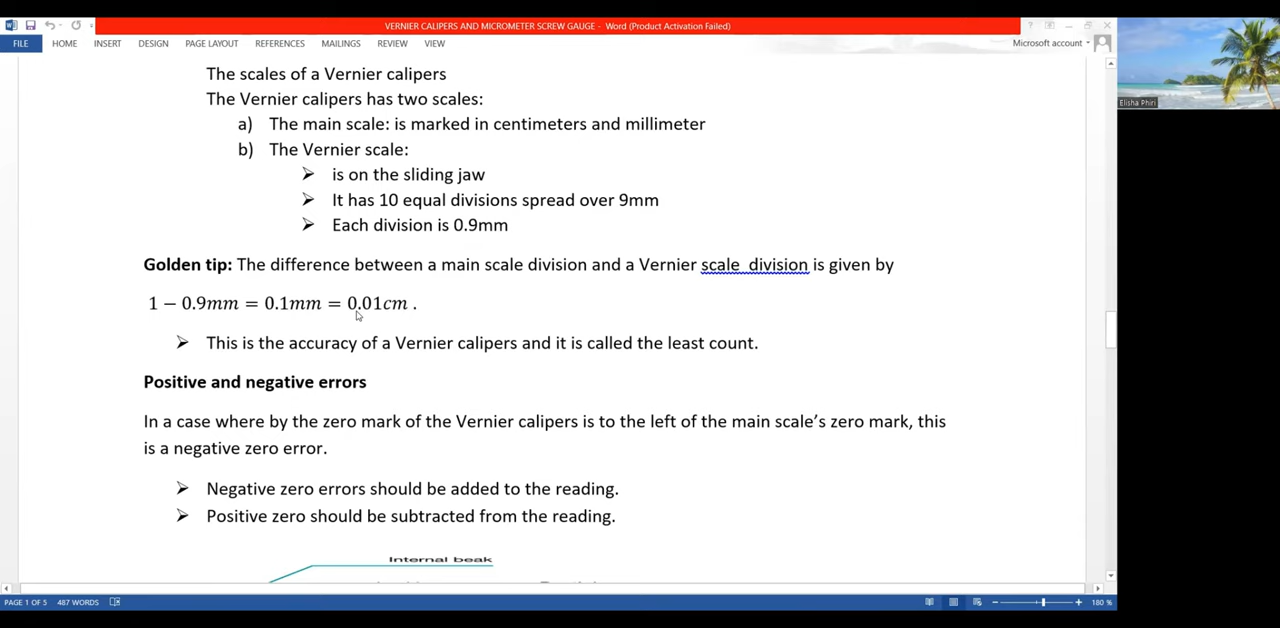 VERNIER CALIPERS AND MICROMETER SCREW GAUGE - Word (Product Activation Failed)
FILE HOME INSERT DESIGN PAGE LAYOUT REFERENCES MAILINGS REVIEW VIEW Microsoft account
Elisha Phiri
The scales of a Vernier calipers
The Vernier calipers has two scales:
a) The main scale: is marked in centimeters and millimeter
b) The Vernier scale:
➢ is on the sliding jaw
➢ It has 10 equal divisions spread over 9mm
➢ Each division is 0.9mm
Golden tip: The difference between a main scale division and a Vernier scale division is given by
1 − 0.9mm = 0.1mm = 0.01cm .
➢ This is the accuracy of a Vernier calipers and it is called the least count.
Positive and negative errors
In a case where by the zero mark of the Vernier calipers is to the left of the main scale's zero mark, this
is a negative zero error.
➢ Negative zero errors should be added to the reading.
➢ Positive zero should be subtracted from the reading.
Internal beak
PAGE 1 OF 5 487 WORDS 180 %